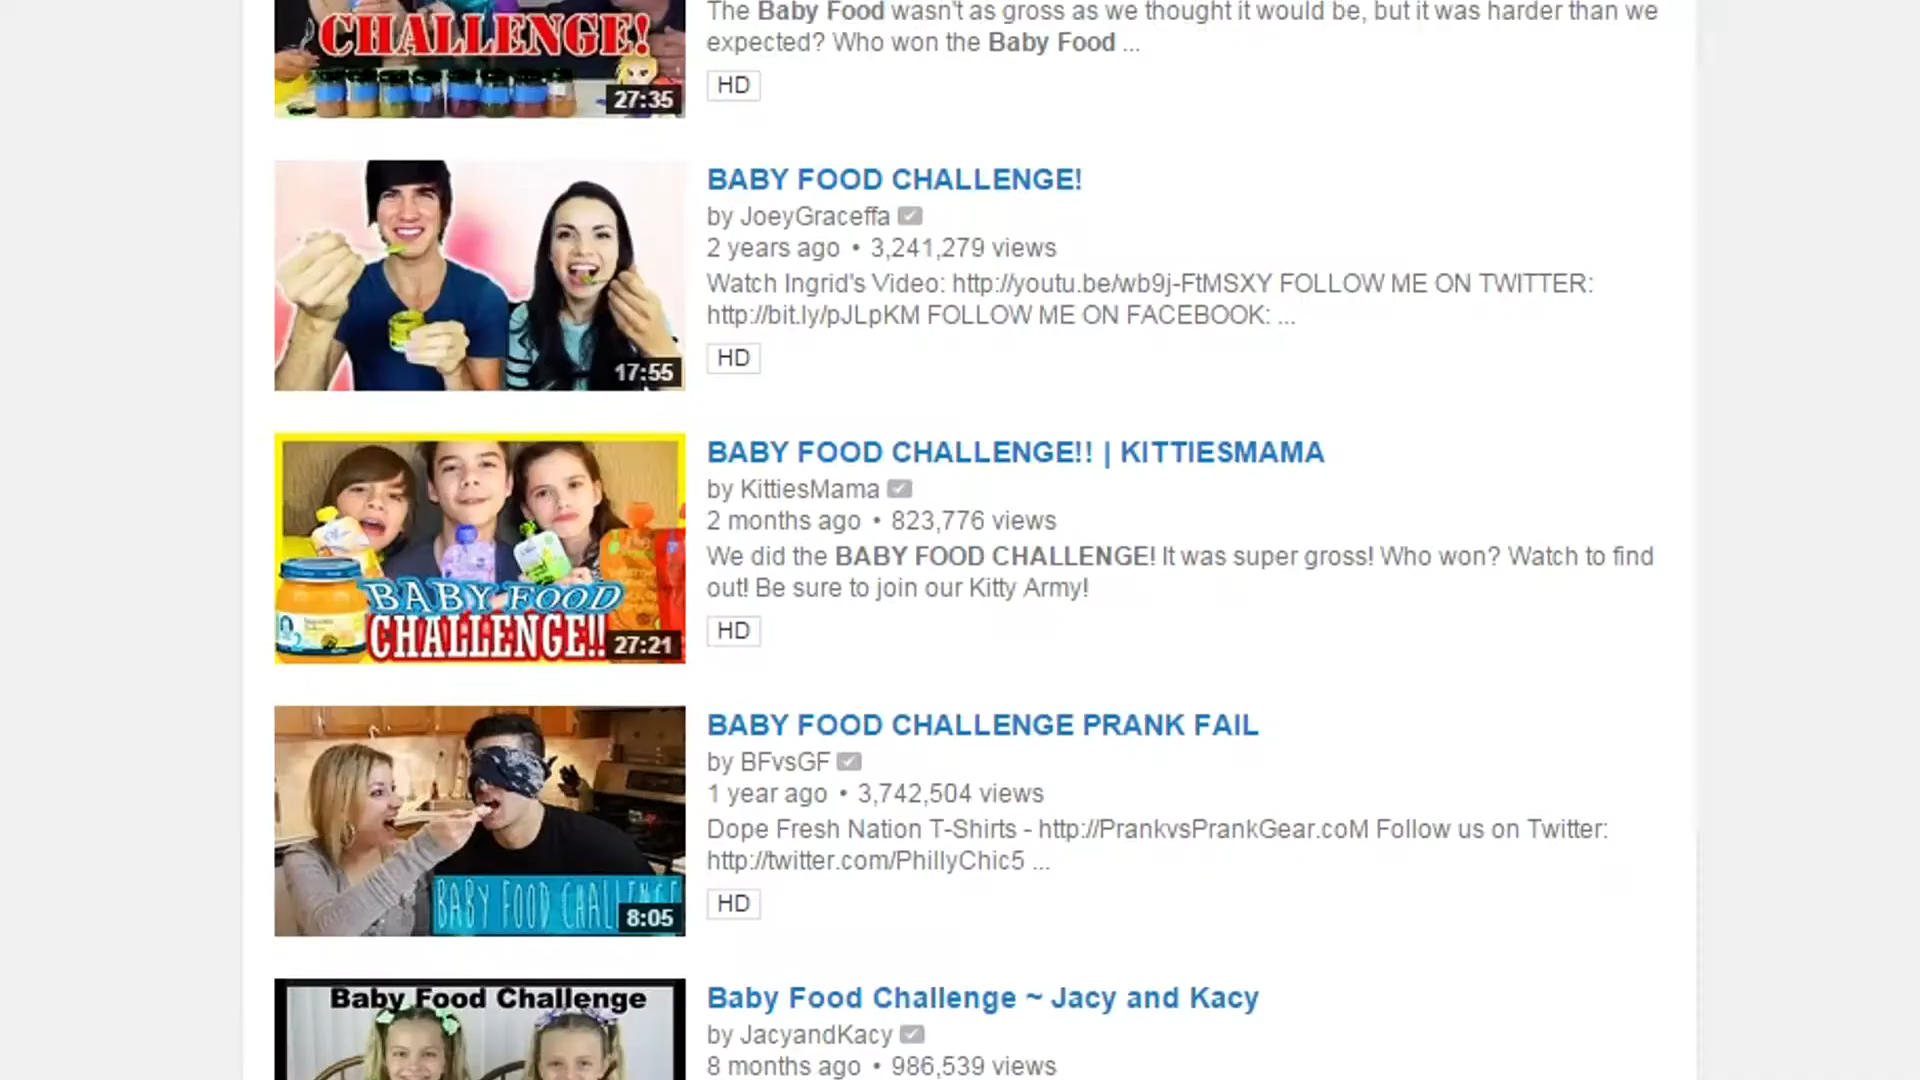 The Baby Food wasn't as gross as we thought it would be, but it was harder than we
expected? Who won the Baby Food ...
CHALLENGE!
27:35
HD
BABY FOOD CHALLENGE!
by JoeyGraceffa
2 years ago • 3,241,279 views
Watch Ingrid's Video: http://youtu.be/wb9j-FtMSXY FOLLOW ME ON TWITTER:
http://bit.ly/pJLpKM FOLLOW ME ON FACEBOOK: ...
17:55
HD
BABY FOOD CHALLENGE!! | KITTIESMAMA
by KittiesMama
2 months ago • 823,776 views
We did the BABY FOOD CHALLENGE! It was super gross! Who won? Watch to find
out! Be sure to join our Kitty Army!
BABY FOOD
CHALLENGE!!
27:21
HD
BABY FOOD CHALLENGE PRANK FAIL
by BFvsGF
1 year ago • 3,742,504 views
Dope Fresh Nation T-Shirts - http://PrankvsPrankGear.coM Follow us on Twitter:
http://twitter.com/PhillyChic5 ...
BABY FOOD CHALLENGE
8:05
HD
Baby Food Challenge
Baby Food Challenge ~ Jacy and Kacy
by JacyandKacy
8 months ago • 986,539 views